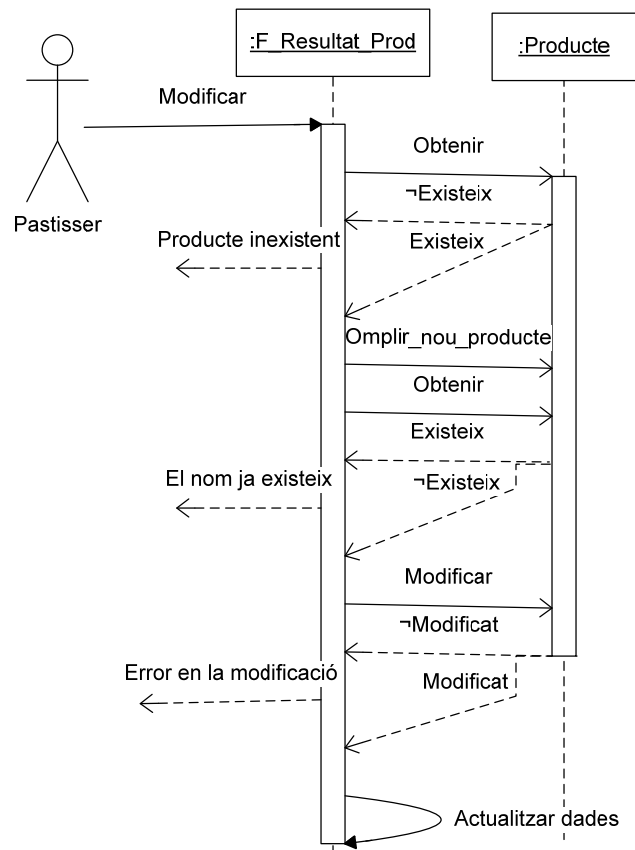 :F_Resultat_Prod
:Producte
Modificar
Pastisser
Obtenir
¬Existeix
Producte inexistent
Existeix
Omplir_nou_producte
Obtenir
Existeix
El nom ja existeix
¬Existeix
Modificar
¬Modificat
Error en la modificació
Modificat
Actualitzar dades